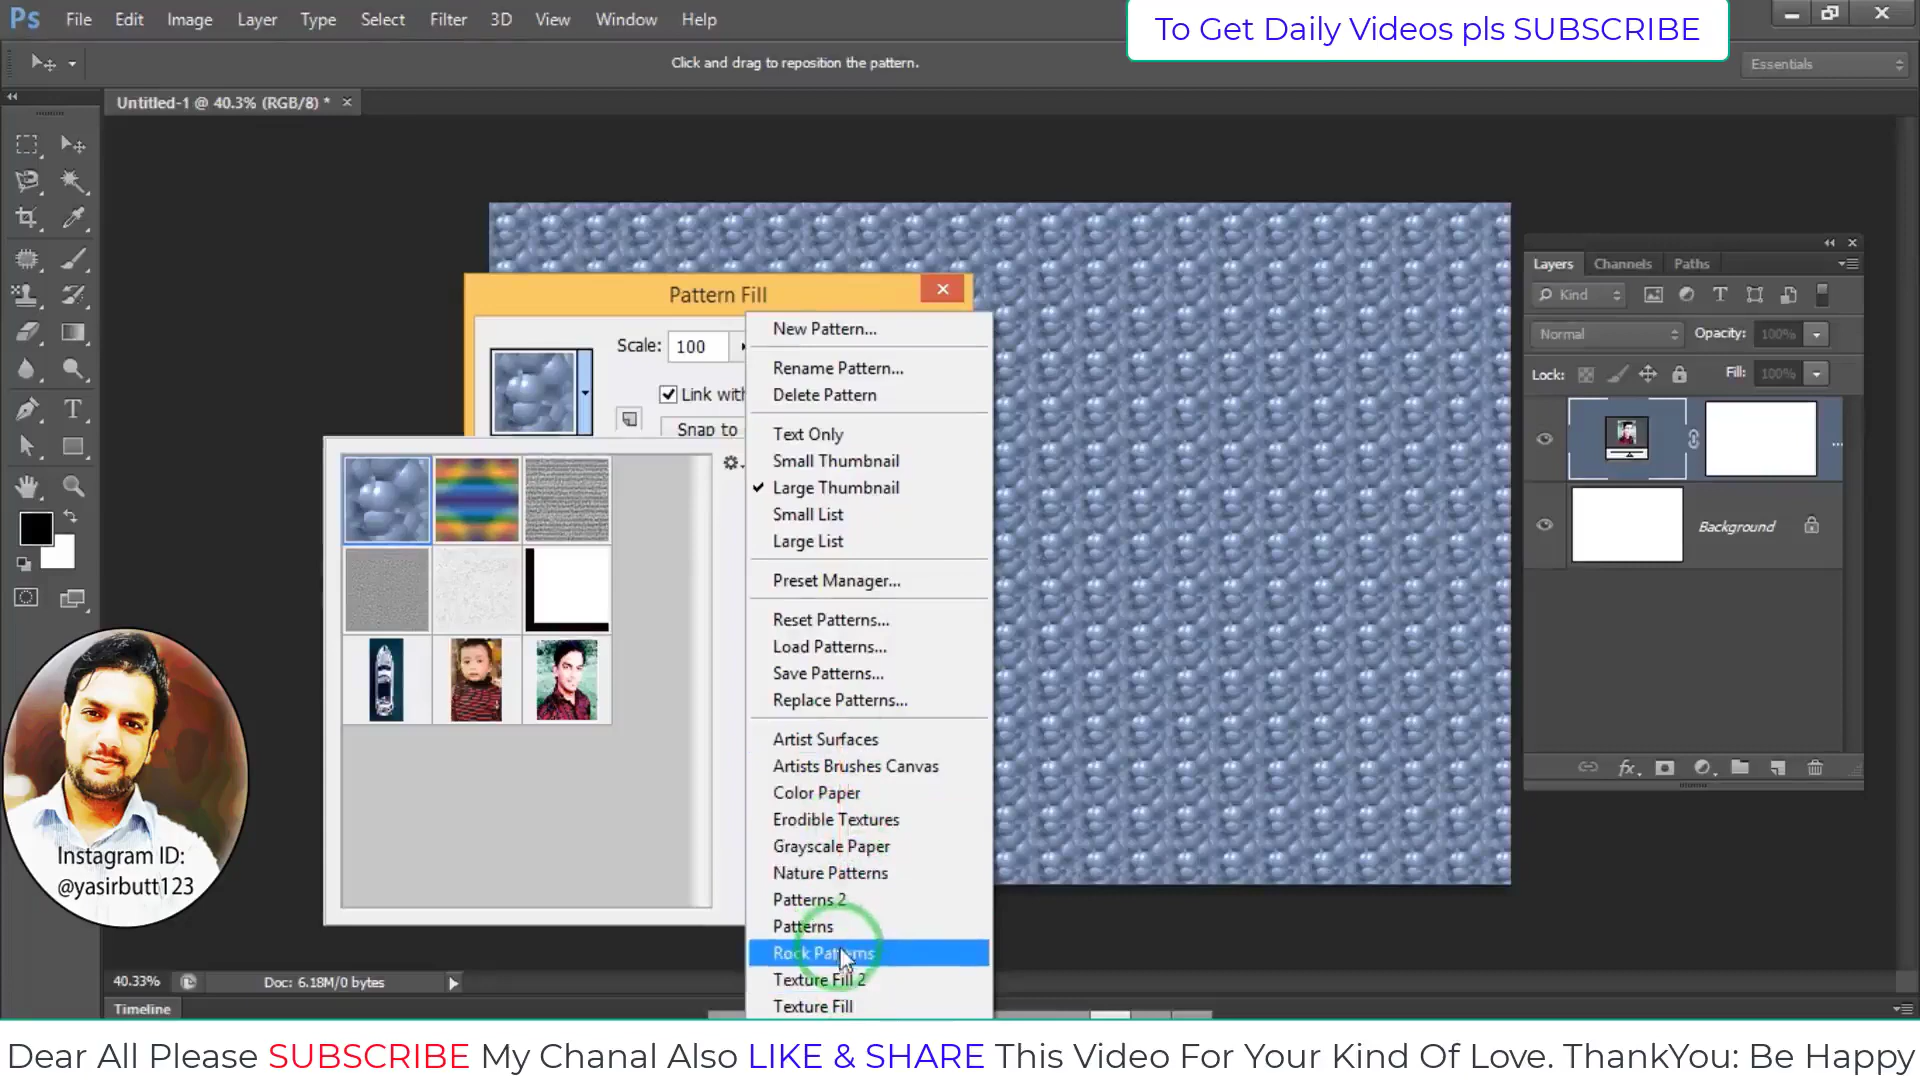 Ps File Edit Image Layer Type Select Filter 3D View Window Help
To Get Daily Videos pls SUBSCRIBE
Click and drag to reposition the pattern.
Essentials
Untitled-1 @ 40.3% (RGB/8) *
Pattern Fill
Scale: 100
Link with
Snap to
New Pattern...
Rename Pattern...
Delete Pattern
Text Only
Small Thumbnail
Large Thumbnail
Small List
Large List
Preset Manager...
Reset Patterns...
Load Patterns...
Save Patterns...
Replace Patterns...
Artist Surfaces
Artists Brushes Canvas
Color Paper
Erodible Textures
Grayscale Paper
Nature Patterns
Patterns 2
Patterns
Rock Patterns
Texture Fill 2
Texture Fill
Layers Channels Paths
Kind
Normal Opacity: 100%
Lock: Fill: 100%
...
Background
fx
Instagram ID:
@yasirbutt123
40.33% Doc: 6.18M/0 bytes
Timeline
Dear All Please SUBSCRIBE My Chanal Also LIKE & SHARE This Video For Your Kind Of Love. ThankYou: Be Happy